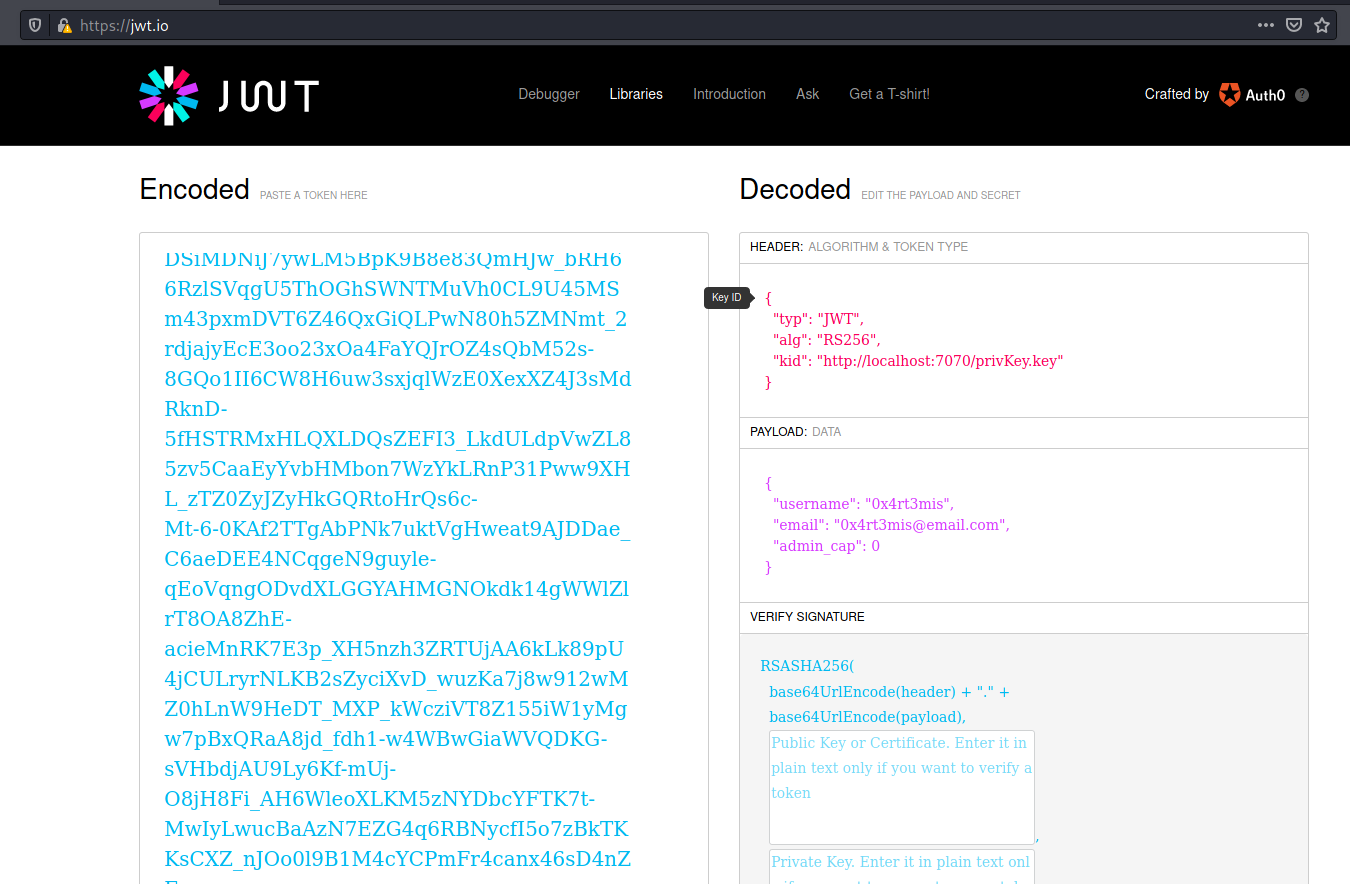 https://jwt.io
JWT
Debugger
Libraries
Introduction
Ask
Get a T-shirt!
Crafted by Auth0 ?
Encoded PASTE A TOKEN HERE
DSiMDNiJ7ywLM5BpK9B8e83QmHJw_bRH6
6RzlSVqgU5ThOGhSWNTMuVh0CL9U45MS
m43pxmDVT6Z46QxGiQLPwN80h5ZMNmt_2
rdjajyEcE3oo23xOa4FaYQJrOZ4sQbM52s-
8GQo1II6CW8H6uw3sxjqlWzE0XexXZ4J3sMd
RknD-
5fHSTRMxHLQXLDQsZEFI3_LkdULdpVwZL8
5zv5CaaEyYvbHMbon7WzYkLRnP31Pww9XH
L_zTZ0ZyJZyHkGQRtoHrQs6c-
Mt-6-0KAf2TTgAbPNk7uktVgHweat9AJDDae_
C6aeDEE4NCqgeN9guyle-
qEoVqngODvdXLGGYAHMGNOkdk14gWWlZl
rT8OA8ZhE-
acieMnRK7E3p_XH5nzh3ZRTUjAA6kLk89pU
4jCULryrNLKB2sZyciXvD_wuzKa7j8w912wM
Z0hLnW9HeDT_MXP_kWcziVT8Z155iW1yMg
w7pBxQRaA8jd_fdh1-w4WBwGiaWVQDKG-
sVHbdjAU9Ly6Kf-mUj-
O8jH8Fi_AH6WleoXLKM5zNYDbcYFTK7t-
MwIyLwucBaAzN7EZG4q6RBNycfI5o7zBkTK
KsCXZ_nJOo0l9B1M4cYCPmFr4canx46sD4nZ
Decoded EDIT THE PAYLOAD AND SECRET
HEADER: ALGORITHM & TOKEN TYPE
Key ID
{
"typ": "JWT",
"alg": "RS256",
"kid": "http://localhost:7070/privKey.key"
}
PAYLOAD: DATA
{
"username": "0x4rt3mis",
"email": "0x4rt3mis@email.com",
"admin_cap": 0
}
VERIFY SIGNATURE
RSASHA256(
base64UrlEncode(header) + "." +
base64UrlEncode(payload),
Public Key or Certificate. Enter it in
plain text only if you want to verify a
token
,
Private Key. Enter it in plain text onl